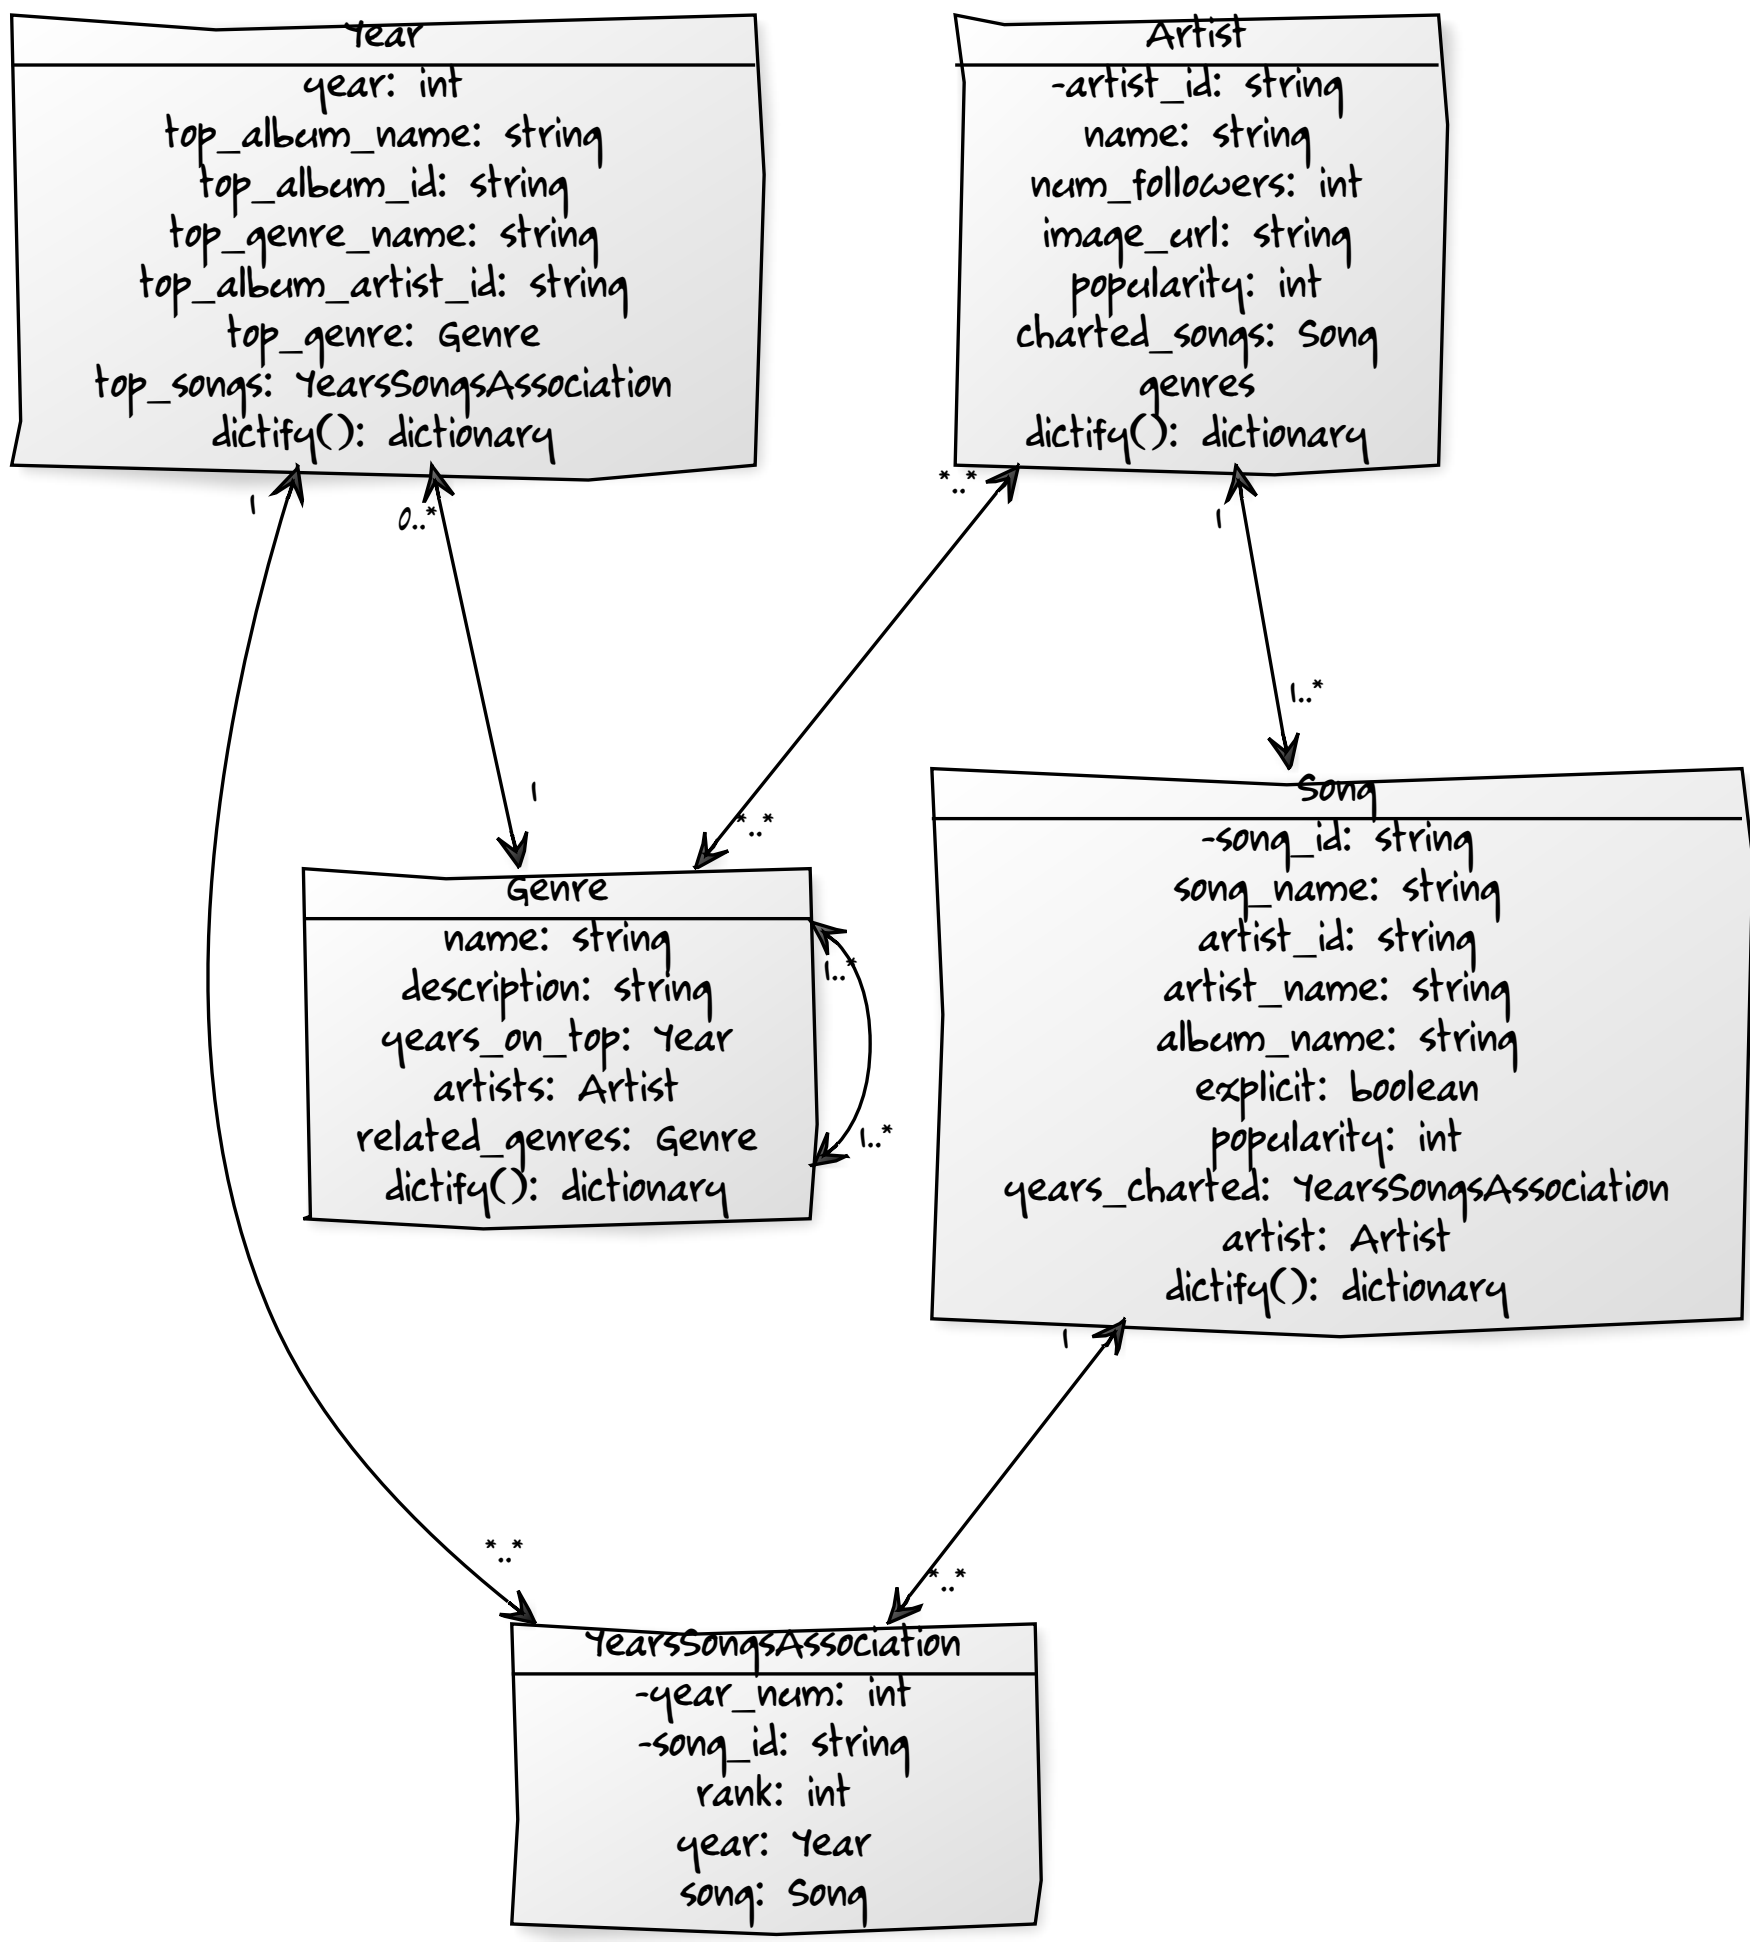 Year
year: int
top_album_name: string
top_album_id: string
top_genre_name: string
top_album_artist_id: string
top_genre: Genre
top_songs: YearsSongsAssociation
dictify(): dictionary
Artist
-artist_id: string
name: string
num_followers: int
image_url: string
popularity: int
charted_songs: Song
genres
dictify(): dictionary
1
0..*
*..*
1
1
*..*
1..*
Genre
name: string
description: string
years_on_top: Year
artists: Artist
related_genres: Genre
dictify(): dictionary
1..*
1..*
Song
-song_id: string
song_name: string
artist_id: string
artist_name: string
album_name: string
explicit: boolean
popularity: int
years_charted: YearsSongsAssociation
artist: Artist
dictify(): dictionary
1
*..*
*..*
YearsSongsAssociation
-year_num: int
-song_id: string
rank: int
year: Year
song: Song